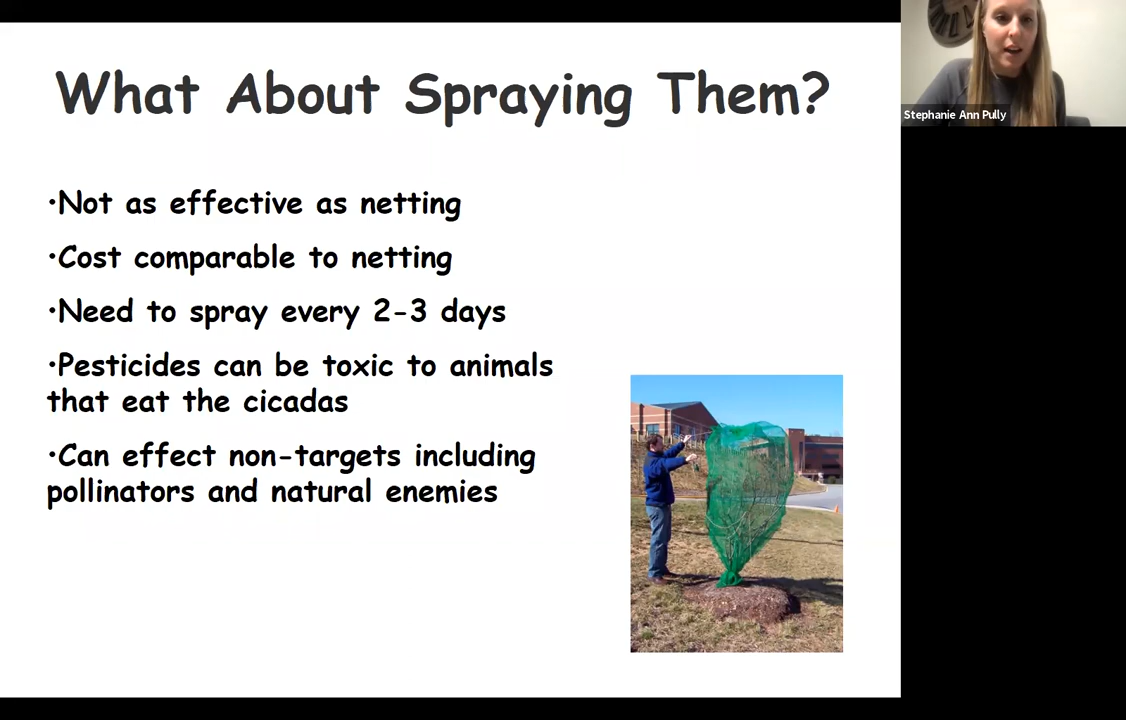 What About Spraying Them?
•Not as effective as netting
•Cost comparable to netting
•Need to spray every 2-3 days
•Pesticides can be toxic to animals
that eat the cicadas
•Can effect non-targets including
pollinators and natural enemies
Stephanie Ann Pully